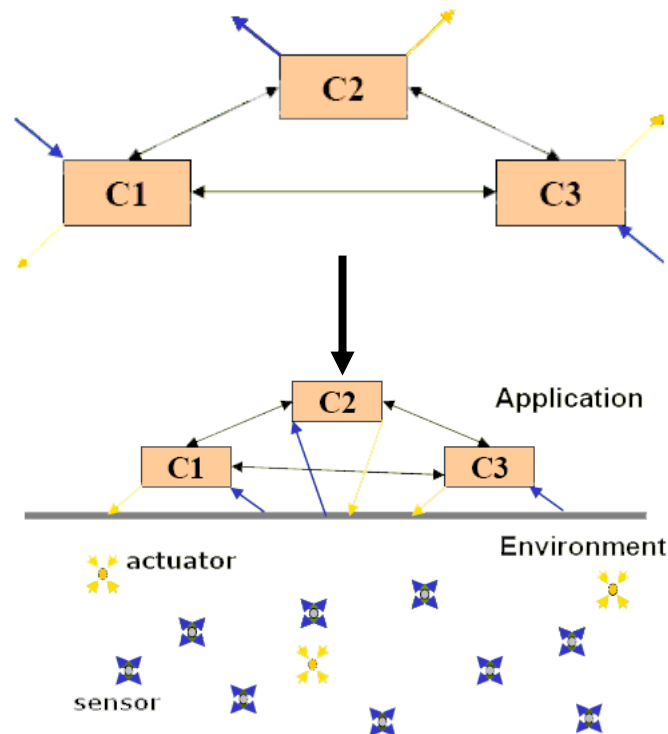 C2
C1
C3
C2
Application
C1
C3
Environment
actuator
sensor